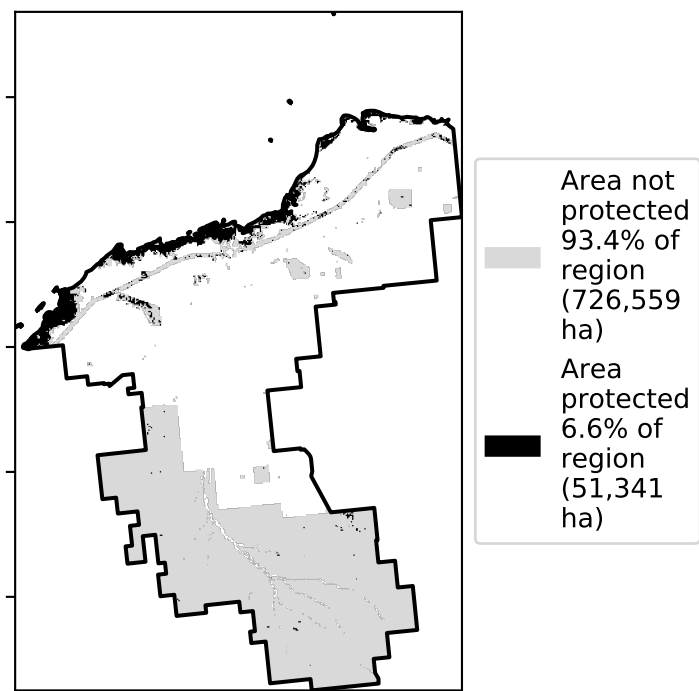 Area not
protected
93.4% of
region
(726,559
ha)
Area
protected
6.6% of
region
(51,341
ha)